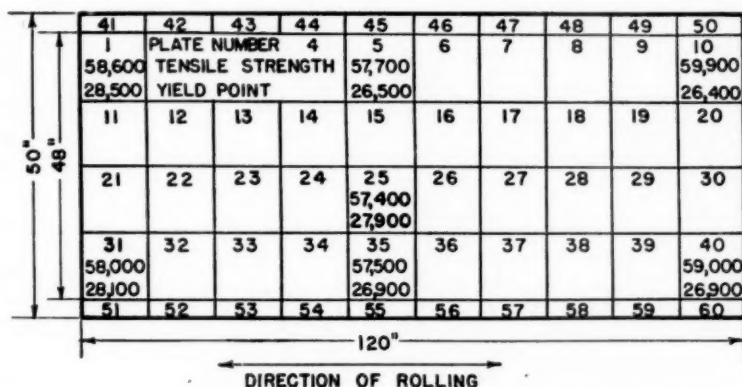 41 42 43 44 45 46 47 48 49 50
1 PLATE NUMBER 4 5 6 7 8 9 10
58,600 TENSILE STRENGTH 57,700 59,900
28,500 YIELD POINT 26,500 26,400
11 12 13 14 15 16 17 18 19 20
50"
48"
21 22 23 24 25 26 27 28 29 30
57,400
27,900
31 32 33 34 35 36 37 38 39 40
58,000 57,500 59,000
28,100 26,900 26,900
51 52 53 54 55 56 57 58 59 60
120"
DIRECTION OF ROLLING